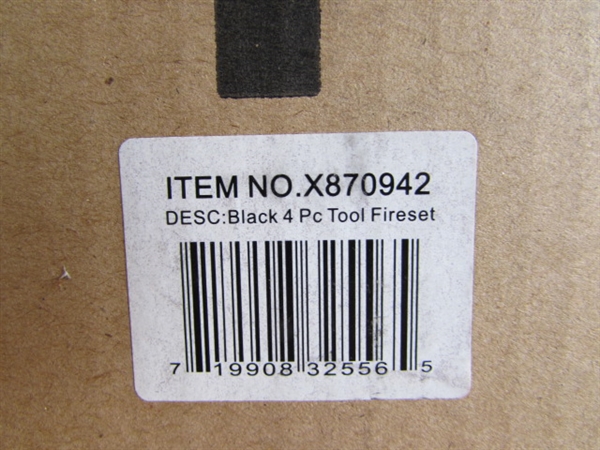 ITEM NO.X870942
DESC:Black 4 Pc Tool Fireset
7 19908 32556 5